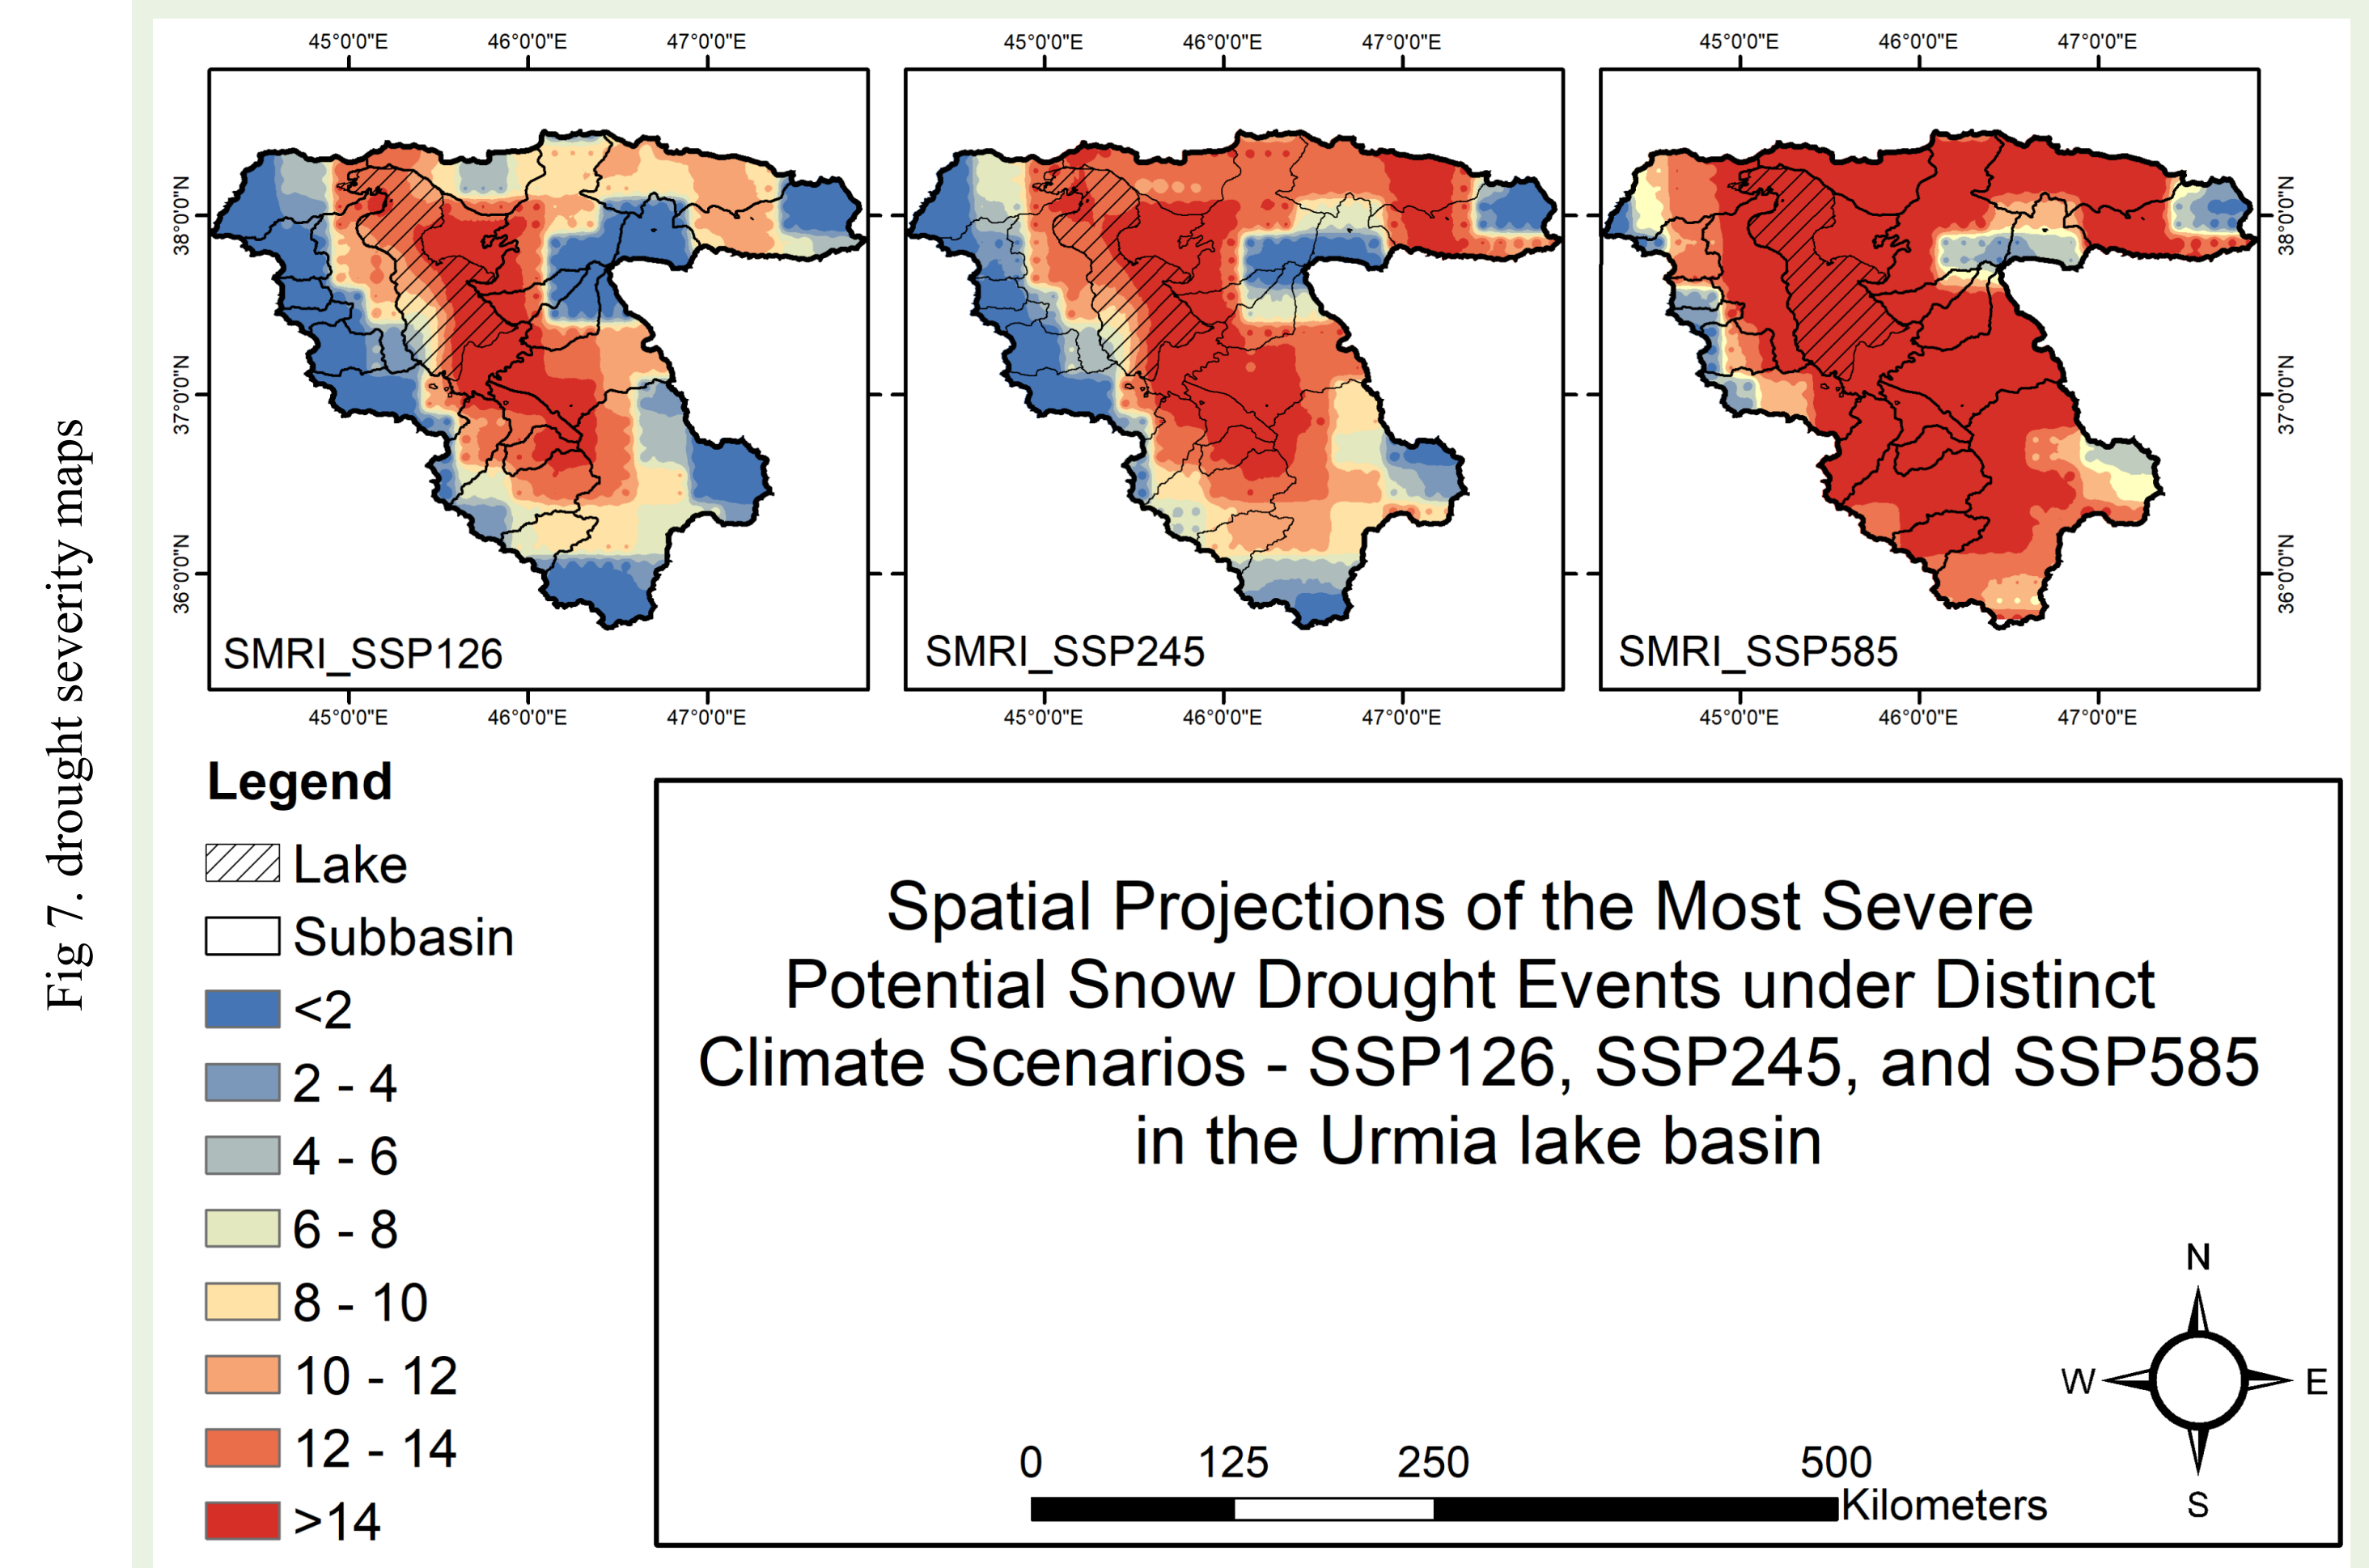 Fig 7. drought severity maps
45°0'0"E 46°0'0"E 47°0'0"E 45°0'0"E 46°0'0"E 47°0'0"E 45°0'0"E 46°0'0"E 47°0'0"E
38°0'0"N 38°0'0"N
37°0'0"N 37°0'0"N
36°0'0"N 36°0'0"N
SMRI_SSP126 SMRI_SSP245 SMRI_SSP585
45°0'0"E 46°0'0"E 47°0'0"E 45°0'0"E 46°0'0"E 47°0'0"E 45°0'0"E 46°0'0"E 47°0'0"E
Legend
Lake
Subbasin
<2
2 - 4
4 - 6
6 - 8
8 - 10
10 - 12
12 - 14
>14
Spatial Projections of the Most Severe
Potential Snow Drought Events under Distinct
Climate Scenarios - SSP126, SSP245, and SSP585
in the Urmia lake basin
N
W E
S
0 125 250 500
Kilometers